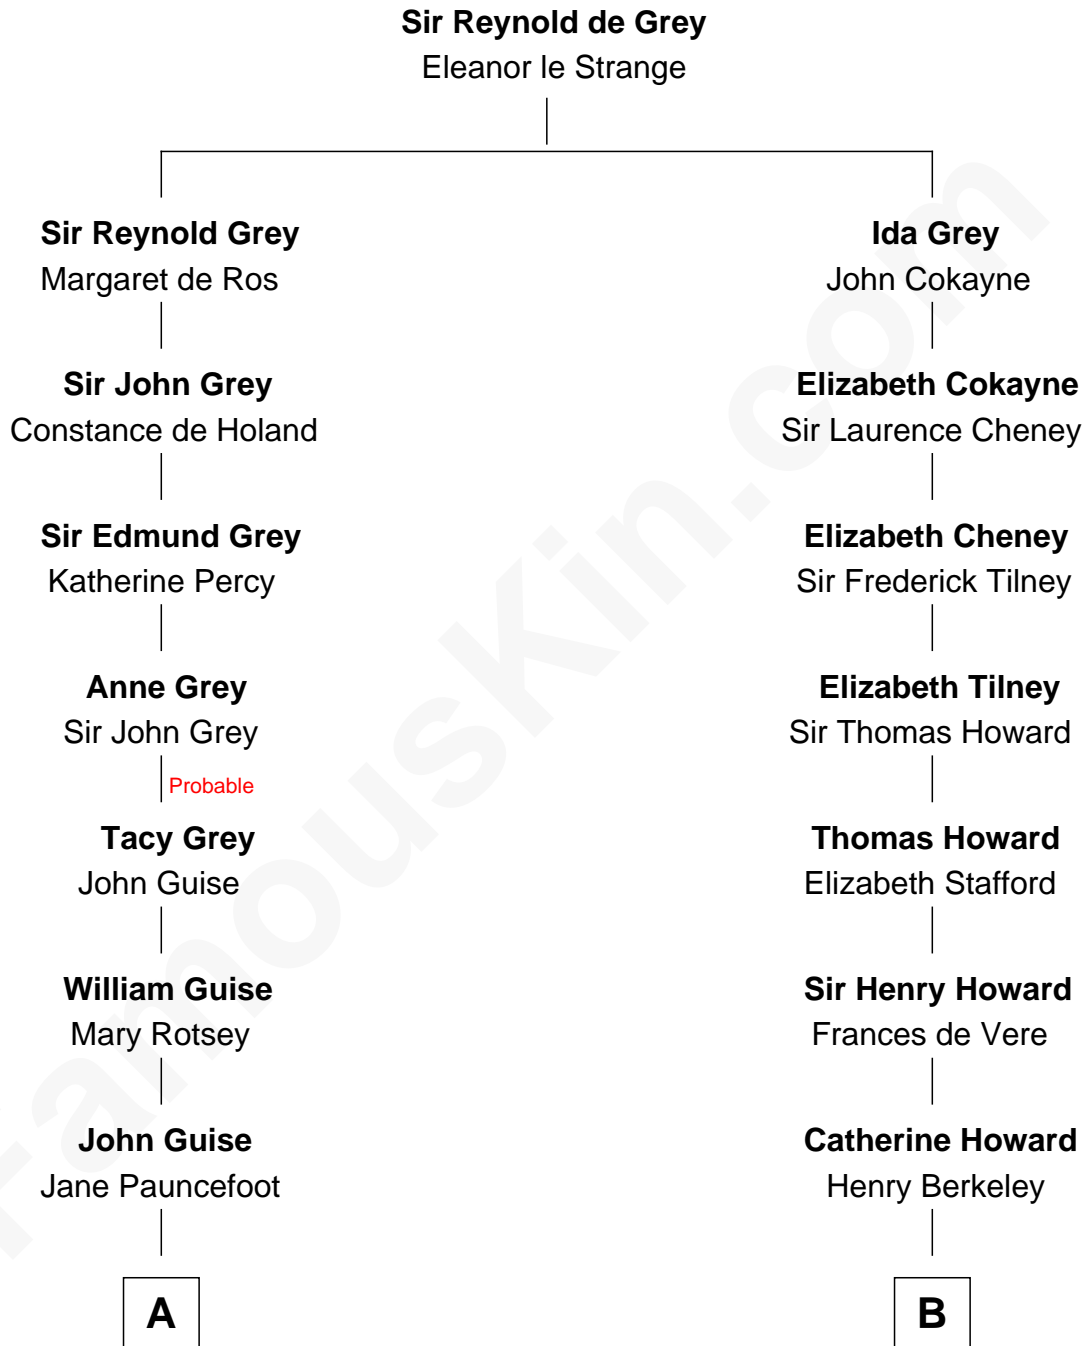 Sir Reynold de Grey
Eleanor le Strange
Sir Reynold Grey
Margaret de Ros
Ida Grey
John Cokayne
Sir John Grey
Constance de Holand
Elizabeth Cokayne
Sir Laurence Cheney
Sir Edmund Grey
Katherine Percy
Elizabeth Cheney
Sir Frederick Tilney
Anne Grey
Sir John Grey
Elizabeth Tilney
Sir Thomas Howard
Probable
Tacy Grey
John Guise
Thomas Howard
Elizabeth Stafford
William Guise
Mary Rotsey
Sir Henry Howard
Frances de Vere
John Guise
Jane Pauncefoot
Catherine Howard
Henry Berkeley
A
B
FamousKin.com